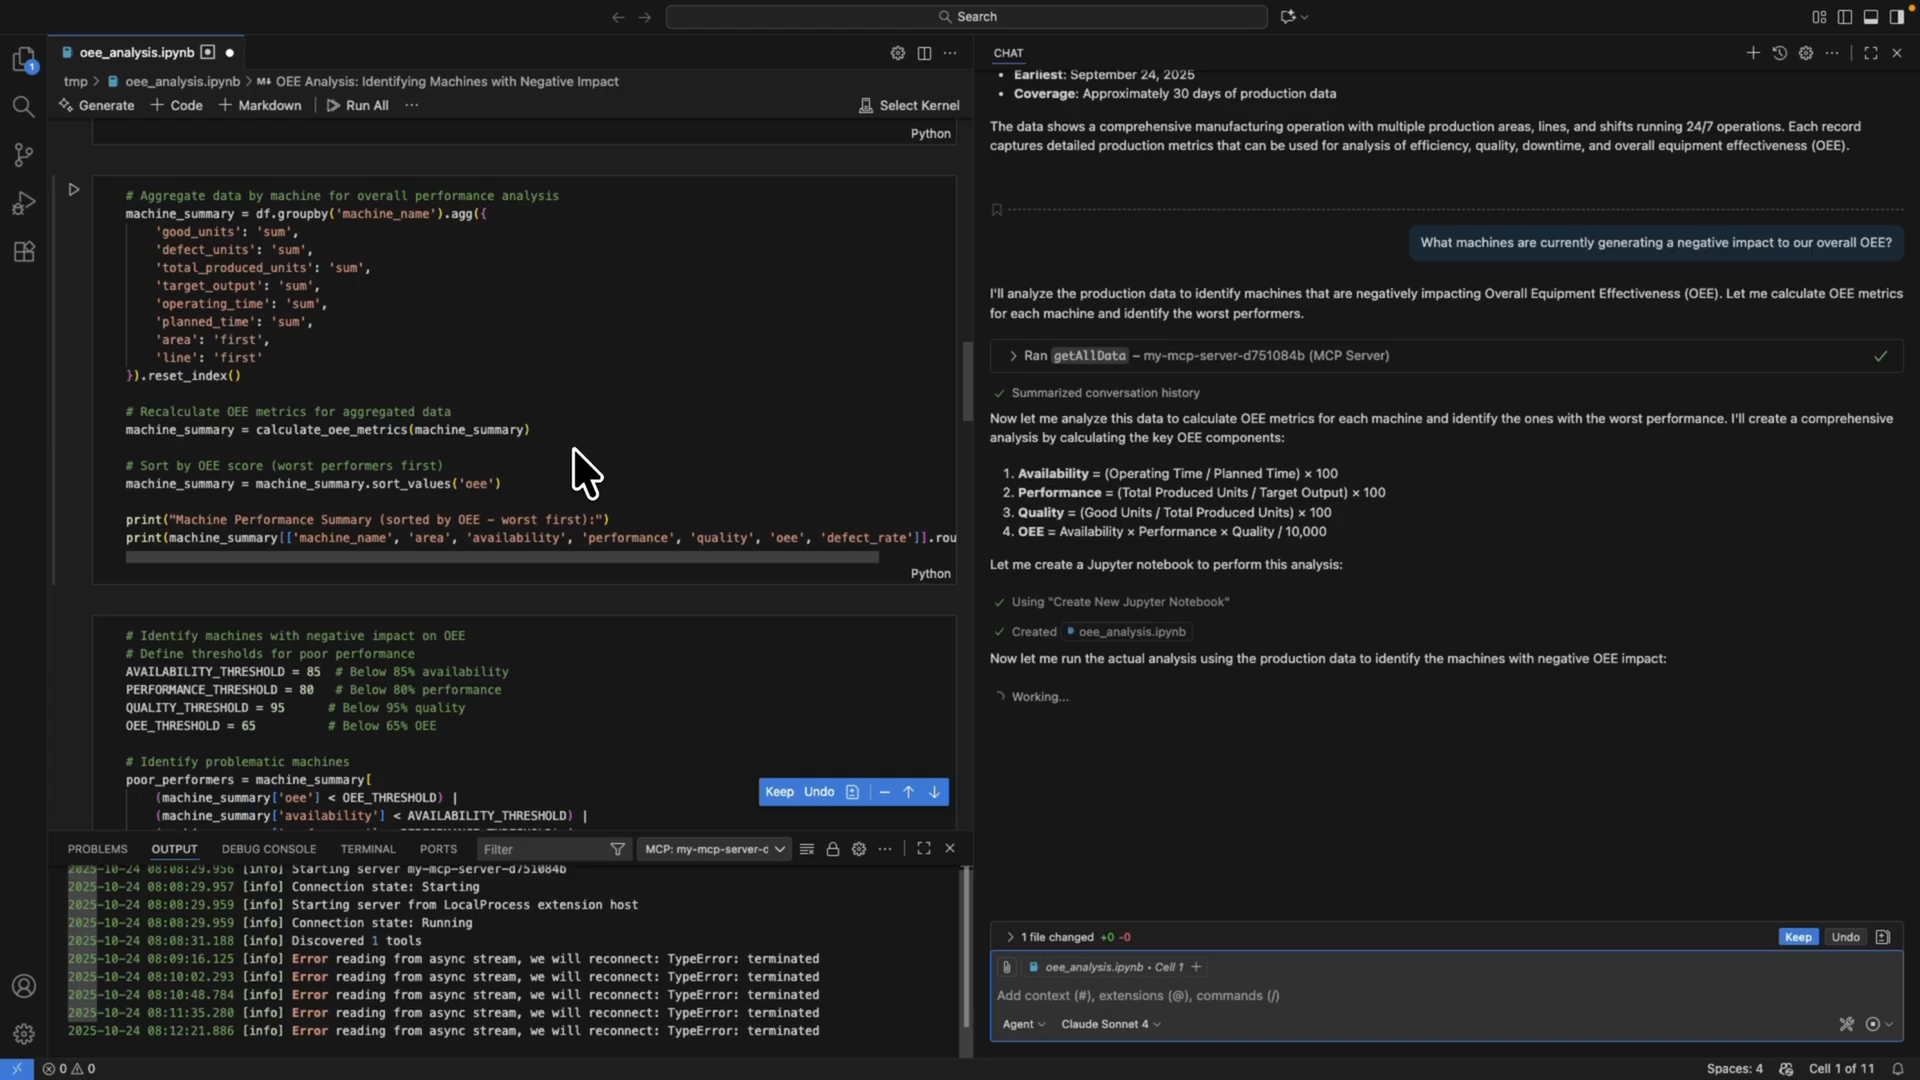 Search
oee_analysis.ipynb
tmp > oee_analysis.ipynb > M↓ OEE Analysis: Identifying Machines with Negative Impact
Generate + Code + Markdown Run All ... Select Kernel
Python
# Aggregate data by machine for overall performance analysis
machine_summary = df.groupby('machine_name').agg({
'good_units': 'sum',
'defect_units': 'sum',
'total_produced_units': 'sum',
'target_output': 'sum',
'operating_time': 'sum',
'planned_time': 'sum',
'area': 'first',
'line': 'first'
}).reset_index()
# Recalculate OEE metrics for aggregated data
machine_summary = calculate_oee_metrics(machine_summary)
# Sort by OEE score (worst performers first)
machine_summary = machine_summary.sort_values('oee')
print("Machine Performance Summary (sorted by OEE – worst first):")
print(machine_summary[['machine_name', 'area', 'availability', 'performance', 'quality', 'oee', 'defect_rate']].rou
Python
# Identify machines with negative impact on OEE
# Define thresholds for poor performance
AVAILABILITY_THRESHOLD = 85 # Below 85% availability
PERFORMANCE_THRESHOLD = 80 # Below 80% performance
QUALITY_THRESHOLD = 95 # Below 95% quality
OEE_THRESHOLD = 65 # Below 65% OEE
# Identify problematic machines
poor_performers = machine_summary[
(machine_summary['oee'] < OEE_THRESHOLD) |
(machine_summary['availability'] < AVAILABILITY_THRESHOLD) |
Keep Undo
PROBLEMS OUTPUT DEBUG CONSOLE TERMINAL PORTS Filter MCP: my-mcp-server-d
2025-10-24 08:08:29.956 [info] Starting server my-mcp-server-d751084b
2025-10-24 08:08:29.957 [info] Connection state: Starting
2025-10-24 08:08:29.959 [info] Starting server from LocalProcess extension host
2025-10-24 08:08:29.959 [info] Connection state: Running
2025-10-24 08:08:31.188 [info] Discovered 1 tools
2025-10-24 08:09:16.125 [info] Error reading from async stream, we will reconnect: TypeError: terminated
2025-10-24 08:10:02.293 [info] Error reading from async stream, we will reconnect: TypeError: terminated
2025-10-24 08:10:48.784 [info] Error reading from async stream, we will reconnect: TypeError: terminated
2025-10-24 08:11:35.280 [info] Error reading from async stream, we will reconnect: TypeError: terminated
2025-10-24 08:12:21.886 [info] Error reading from async stream, we will reconnect: TypeError: terminated
CHAT
• Earliest: September 24, 2025
• Coverage: Approximately 30 days of production data
The data shows a comprehensive manufacturing operation with multiple production areas, lines, and shifts running 24/7 operations. Each record
captures detailed production metrics that can be used for analysis of efficiency, quality, downtime, and overall equipment effectiveness (OEE).
What machines are currently generating a negative impact to our overall OEE?
I'll analyze the production data to identify machines that are negatively impacting Overall Equipment Effectiveness (OEE). Let me calculate OEE metrics
for each machine and identify the worst performers.
Ran getAllData – my-mcp-server-d751084b (MCP Server)
Summarized conversation history
Now let me analyze this data to calculate OEE metrics for each machine and identify the ones with the worst performance. I'll create a comprehensive
analysis by calculating the key OEE components:
1. Availability = (Operating Time / Planned Time) × 100
2. Performance = (Total Produced Units / Target Output) × 100
3. Quality = (Good Units / Total Produced Units) × 100
4. OEE = Availability × Performance × Quality / 10,000
Let me create a Jupyter notebook to perform this analysis:
Using "Create New Jupyter Notebook"
Created oee_analysis.ipynb
Now let me run the actual analysis using the production data to identify the machines with negative OEE impact:
Working...
1 file changed +0 -0 Keep Undo
oee_analysis.ipynb • Cell 1 +
Add context (#), extensions (@), commands (/)
Agent Claude Sonnet 4
1
0 0 Spaces: 4 Cell 1 of 11